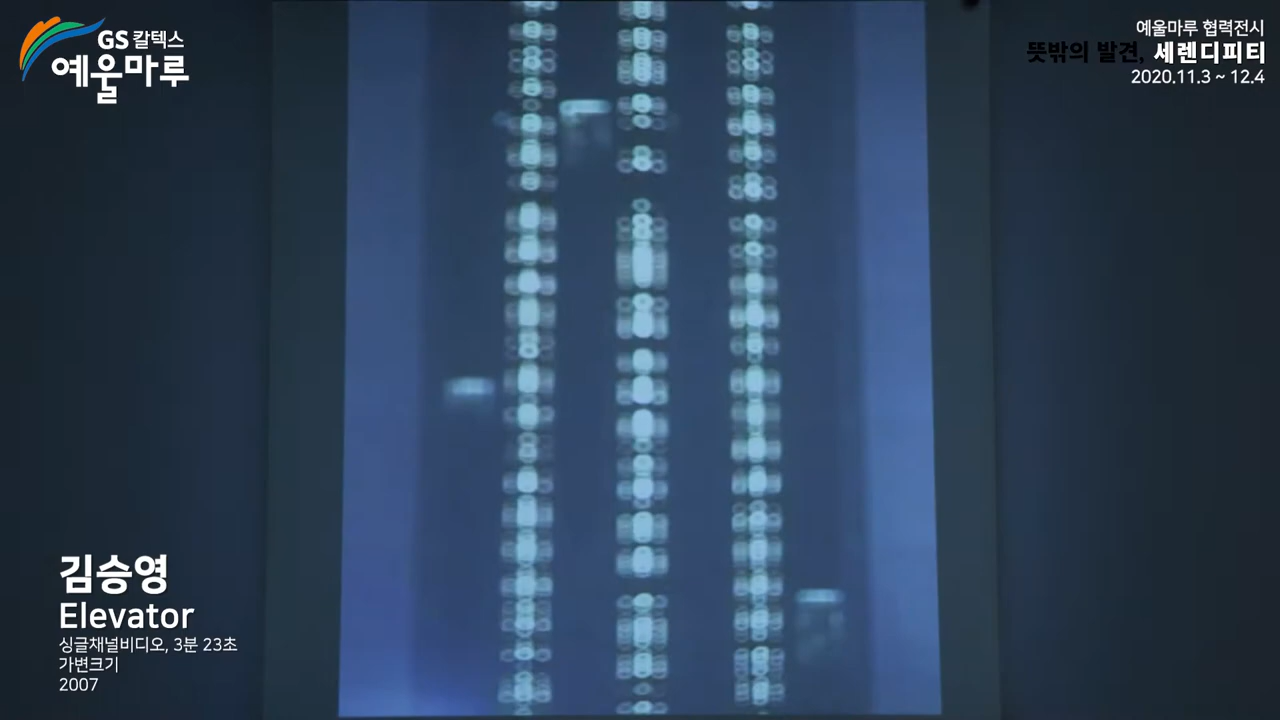 GS칼텍스
예울마루
예울마루 협력전시
뜻밖의 발견, 세렌디피티
2020.11.3 ~ 12.4
김승영
Elevator
싱글채널비디오, 3분 23초
가변크기
2007